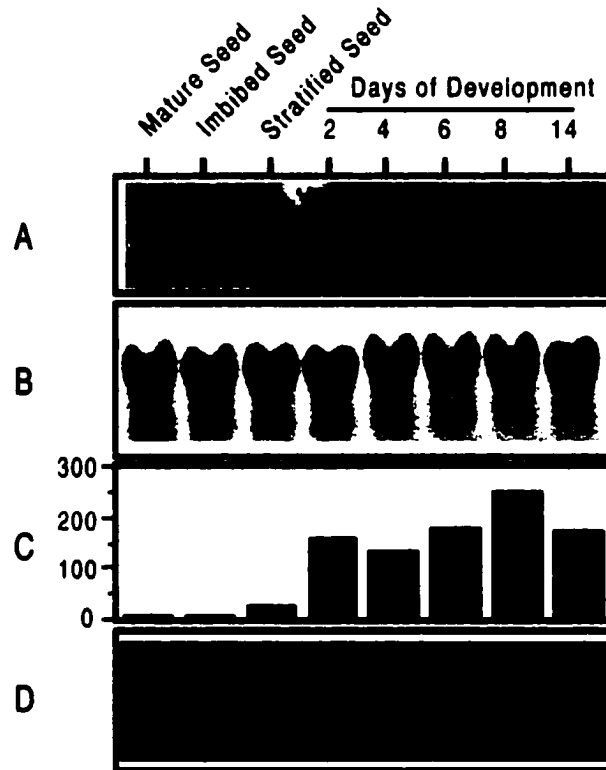 Mature Seed
Imbibed Seed
Stratified Seed
Days of Development
2 4 6 8 14
A
B
300
200
C
100
0
D